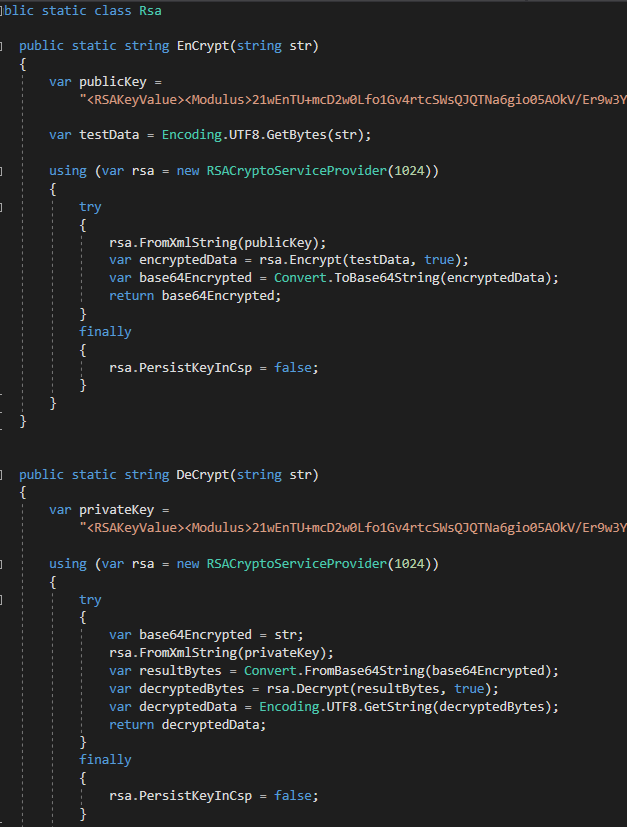 blic static class Rsa
public static string EnCrypt(string str)
{
var publicKey =
"<RSAKeyValue><Modulus>21wEnTU+mcD2w0Lfo1Gv4rtcSWsQJQTNa6gio05AOkV/Er9w3Y
var testData = Encoding.UTF8.GetBytes(str);
using (var rsa = new RSACryptoServiceProvider(1024))
{
try
{
rsa.FromXmlString(publicKey);
var encryptedData = rsa.Encrypt(testData, true);
var base64Encrypted = Convert.ToBase64String(encryptedData);
return base64Encrypted;
}
finally
{
rsa.PersistKeyInCsp = false;
}
}
}
public static string DeCrypt(string str)
{
var privateKey =
"<RSAKeyValue><Modulus>21wEnTU+mcD2w0Lfo1Gv4rtcSWsQJQTNa6gio05AOkV/Er9w3Y
using (var rsa = new RSACryptoServiceProvider(1024))
{
try
{
var base64Encrypted = str;
rsa.FromXmlString(privateKey);
var resultBytes = Convert.FromBase64String(base64Encrypted);
var decryptedBytes = rsa.Decrypt(resultBytes, true);
var decryptedData = Encoding.UTF8.GetString(decryptedBytes);
return decryptedData;
}
finally
{
rsa.PersistKeyInCsp = false;
}